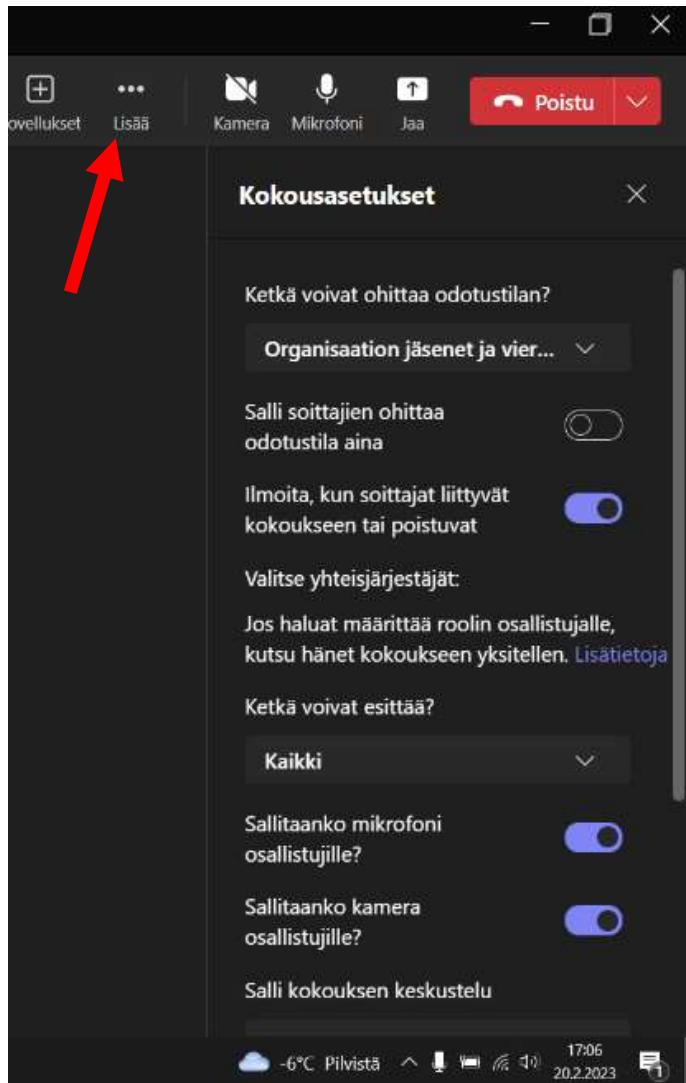 ovellukset Lisää Kamera Mikrofoni Jaa Poistu
Kokousasetukset
Ketkä voivat ohittaa odotustilan?
Organisaation jäsenet ja vier...
Salli soittajien ohittaa
odotustila aina
Ilmoita, kun soittajat liittyvät
kokoukseen tai poistuvat
Valitse yhteisjärjestäjät:
Jos haluat määrittää roolin osallistujalle,
kutsu hänet kokoukseen yksitellen. Lisätietoja
Ketkä voivat esittää?
Kaikki
Sallitaanko mikrofoni
osallistujille?
Sallitaanko kamera
osallistujille?
Salli kokouksen keskustelu
-6°C Pilvistä 17:06
20.2.2023 1